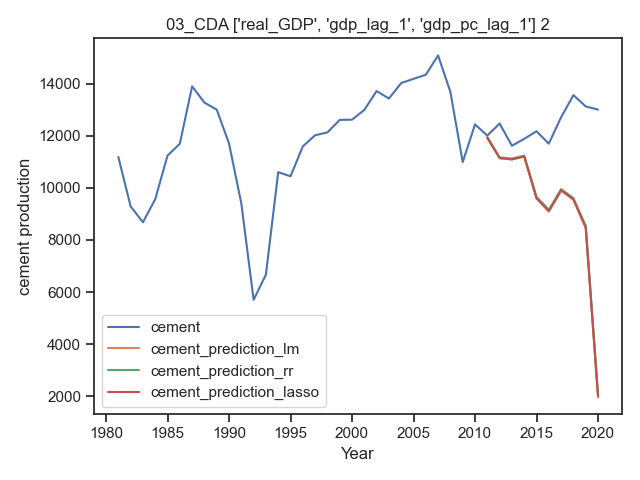 03_CDA ['real_GDP', 'gdp_lag_1', 'gdp_pc_lag_1'] 2
14000
12000
10000
8000
6000
4000
2000
cement production
cement
cement_prediction_lm
cement_prediction_rr
cement_prediction_lasso
1980 1985 1990 1995 2000 2005 2010 2015 2020
Year